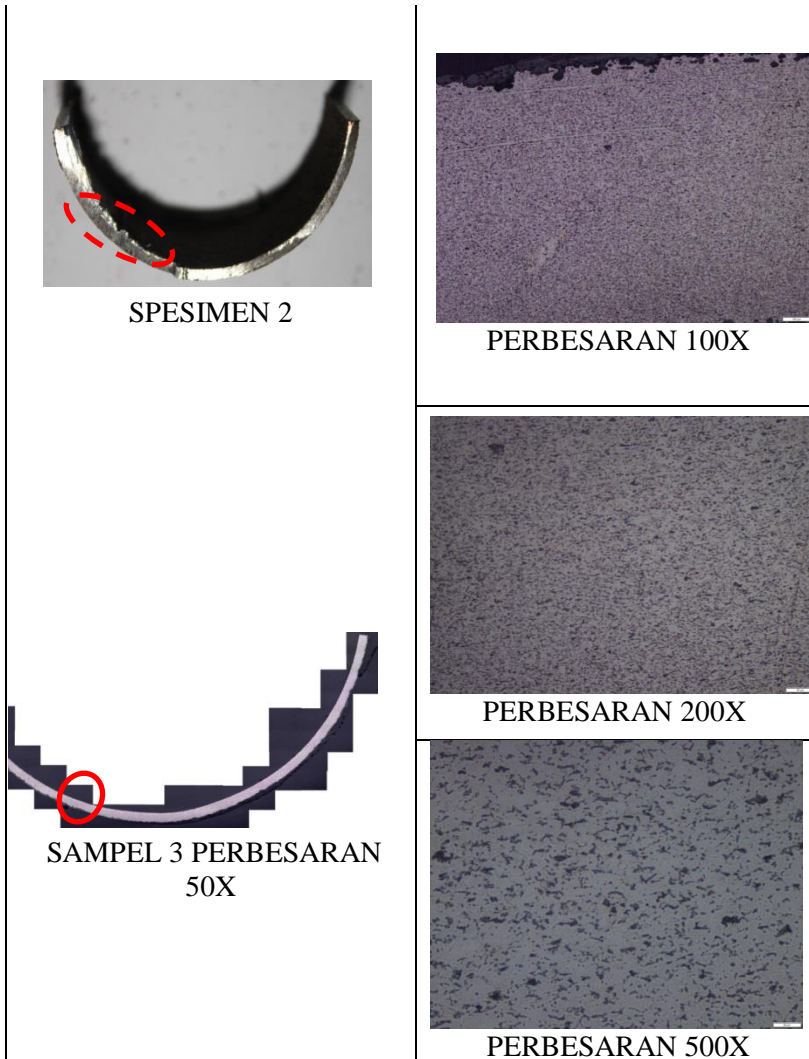 SPESIMEN 2
PERBESARAN 100X
PERBESARAN 200X
SAMPEL 3 PERBESARAN
50X
PERBESARAN 500X